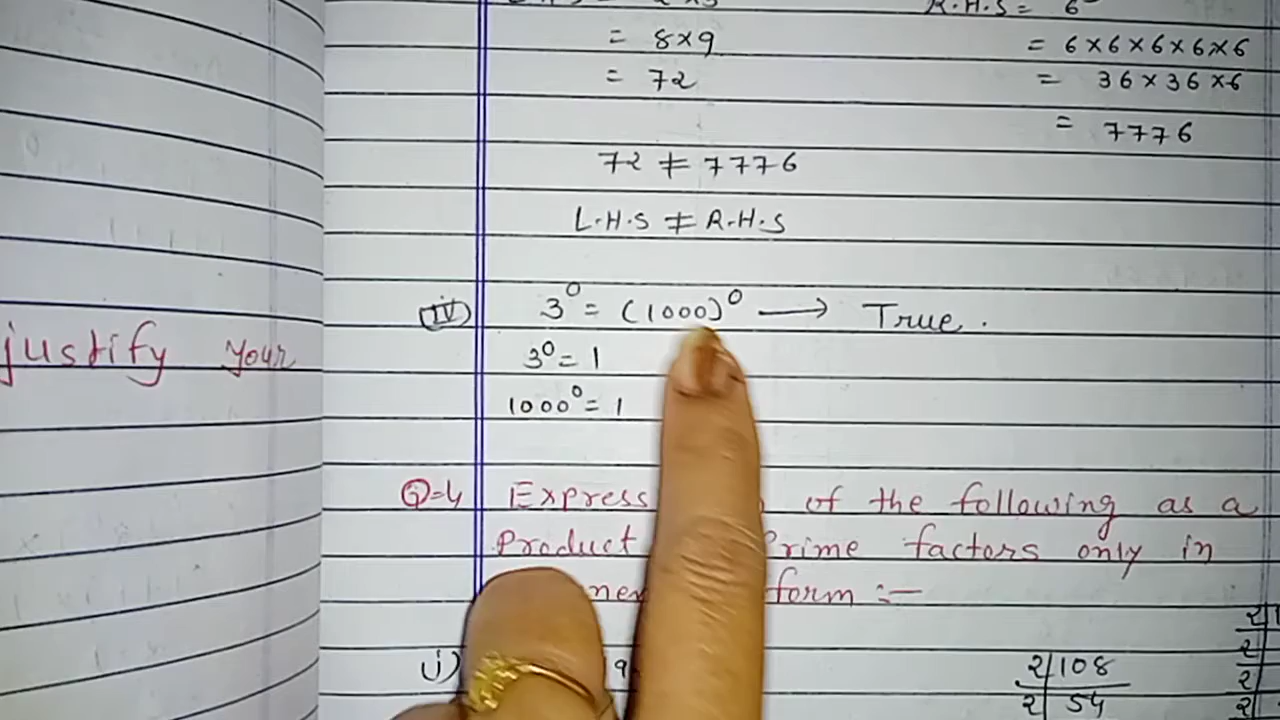 R.H.S = 6
= 8×9
= 6×6×6×6×6
= 72
= 36×36×6
= 7776
72 ≠ 7776
L.H.S ≠ R.H.S
(iv) 3⁰ = (1000)⁰ → True.
justify your
3⁰ = 1
1000⁰ = 1
Q=4 Express of the following as a
Product Prime factors only in
form :-
i) 2|108
2|54